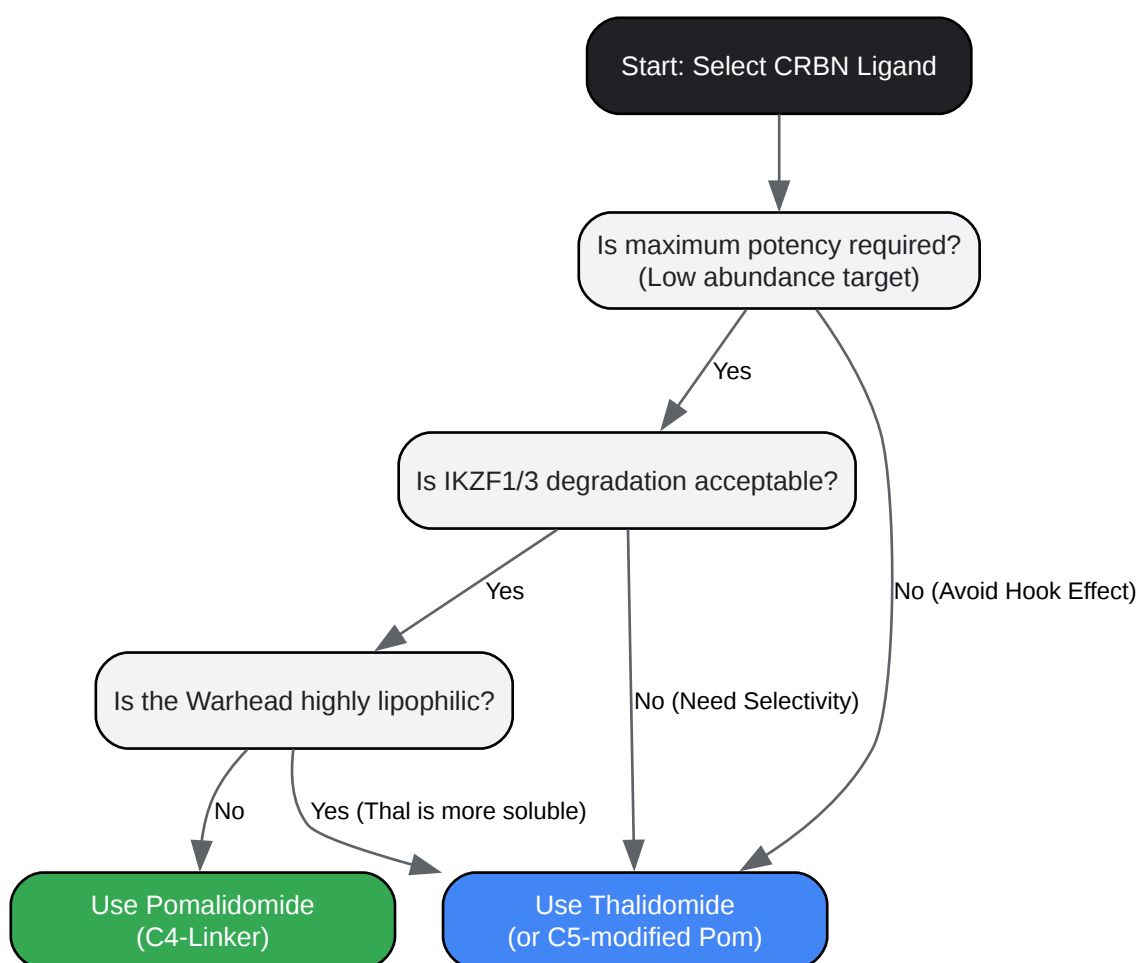 Start: Select CRBN Ligand
Is maximum potency required?
(Low abundance target)
Yes
Is IKZF1/3 degradation acceptable?
Yes
No (Avoid Hook Effect)
Is the Warhead highly lipophilic?
No (Need Selectivity)
No
Yes (Thal is more soluble)
Use Pomalidomide
(C4-Linker)
Use Thalidomide
(or C5-modified Pom)